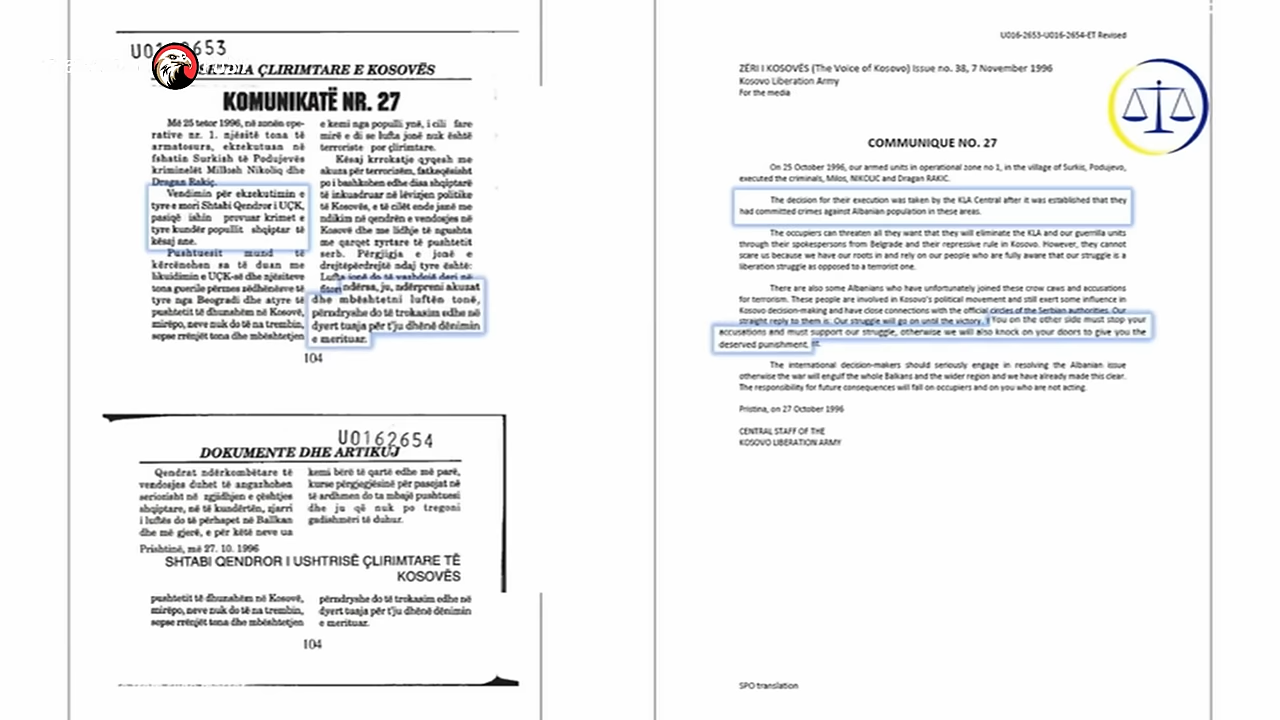 U0162653
ÇLIRIMTARE E KOSOVËS
KOMUNIKATË NR. 27
Më 25 tetor 1996, në zonën ope-
rative nr. 1. njësitë tona të
armatosura, ekzekutuan në
fshatin Surkish të Podujevës
kriminelët Millosh Nikoliq dhe
Dragan Rakiç.
Vendimin për ekzekutimin e
tyre e mori Shtabi Qendror i UÇK,
pasiqë ishin provuar krimet e
tyre kundër popullit shqiptar të
kësaj ane.
Pushtuesit mund të
kërcënohen sa të duan me
likuidimin e UÇK-së dhe njësiteve
tona guerile përmes zëdhënësve të
tyre nga Beogradi dhe atyre të
pushtetit të dhunshëm në Kosovë,
mirëpo, neve nuk do të na trembin,
sepse rrënjët tona dhe mbështetjen
e kemi nga populli ynë, i cili fare
mirë e di se lufta jonë nuk është
terroriste por çlirimtare.
Kësaj krrokatje qyqesh me
akuza për terrorizëm, fatkeqësisht
po i bashkohen edhe disa shqiptarë
të inkuadruar në lëvizjen politike
të Kosovës, e të cilët ende janë me
ndikim në qendrën e vendosjes në
Kosovë dhe me lidhje të ngushta
me qarqet zyrtare të pushtetit
serb. Përgjigja e jonë e
drejtëpërdrejtë ndaj tyre është:
Lufta jonë do të vazhdojë deri në
fitore ndërsa, ju, ndërpreni akuzat
dhe mbështetni luftën tonë,
përndryshe do të trokasim edhe në
dyert tuaja për t'ju dhënë dënimin
e merituar.
104
U0162654
DOKUMENTE DHE ARTIKUJ
Qendrat ndërkombëtare të
vendosjes duhet të angazhohen
seriozisht në zgjidhjen e çështjes
shqiptare, në të kundërtën, zjarri
i luftës do të përhapet në Ballkan
dhe më gjerë, e për këtë neve ua
kemi bërë të qartë edhe më parë,
kurse përgjegjësinë për pasojat në
të ardhmen do ta mbajë pushtuesi
dhe ju që nuk po tregoni
gadishmëri të duhur.
Prishtinë, më 27. 10. 1996
SHTABI QENDROR I USHTRISË ÇLIRIMTARE TË
KOSOVËS
pushtetit të dhunshëm në Kosovë,
mirëpo, neve nuk do të na trembin,
sepse rrënjët tona dhe mbështetjen
përndryshe do të trokasim edhe në
dyert tuaja për t'ju dhënë dënimin
e merituar.
104
U016-2653-U016-2654-ET Revised
ZËRI I KOSOVËS (The Voice of Kosovo) Issue no. 38, 7 November 1996
Kosovo Liberation Army
For the media
COMMUNIQUE NO. 27
On 25 October 1996, our armed units in operational zone no 1, in the village of Surkis, Podujevo,
executed the criminals, Milos, NIKOLIC and Dragan RAKIC.
The decision for their execution was taken by the KLA Central after it was established that they
had committed crimes against Albanian population in these areas.
The occupiers can threaten all they want that they will eliminate the KLA and our guerrilla units
through their spokespersons from Belgrade and their repressive rule in Kosovo. However, they cannot
scare us because we have our roots in and rely on our people who are fully aware that our struggle is a
liberation struggle as opposed to a terrorist one.
There are also some Albanians who have unfortunately joined these crow caws and accusations
for terrorism. These people are involved in Kosovo's political movement and still exert some influence in
Kosovo decision-making and have close connections with the official circles of the Serbian authorities. Our
straight reply to them is: Our struggle will go on until the victory. You on the other side must stop your
accusations and must support our struggle, otherwise we will also knock on your doors to give you the
deserved punishment.
The international decision-makers should seriously engage in resolving the Albanian issue
otherwise the war will engulf the whole Balkans and the wider region and we have already made this clear.
The responsibility for future consequences will fall on occupiers and on you who are not acting.
Pristina, on 27 October 1996
CENTRAL STAFF OF THE
KOSOVO LIBERATION ARMY
SPO translation